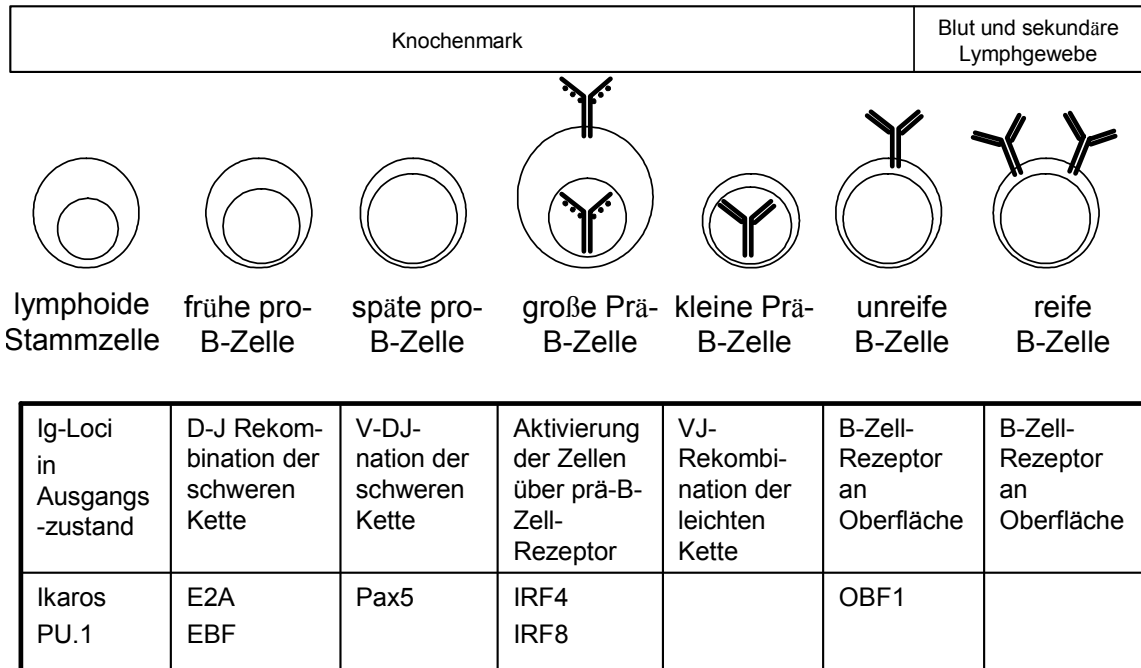 Knochenmark
Blut und sekundäre
Lymphgewebe
lymphoide
Stammzelle
frühe pro-
B-Zelle
späte pro-
B-Zelle
große Prä-
B-Zelle
kleine Prä-
B-Zelle
unreife
B-Zelle
reife
B-Zelle
Ig-Loci
in
Ausgangs
-zustand
D-J Rekom-
bination der
schweren
Kette
V-DJ-
nation der
schweren
Kette
Aktivierung
der Zellen
über prä-B-
Zell-
Rezeptor
VJ-
Rekombi-
nation der
leichten
Kette
B-Zell-
Rezeptor
an
Oberfläche
B-Zell-
Rezeptor
an
Oberfläche
Ikaros
PU.1
E2A
EBF
Pax5
IRF4
IRF8
OBF1